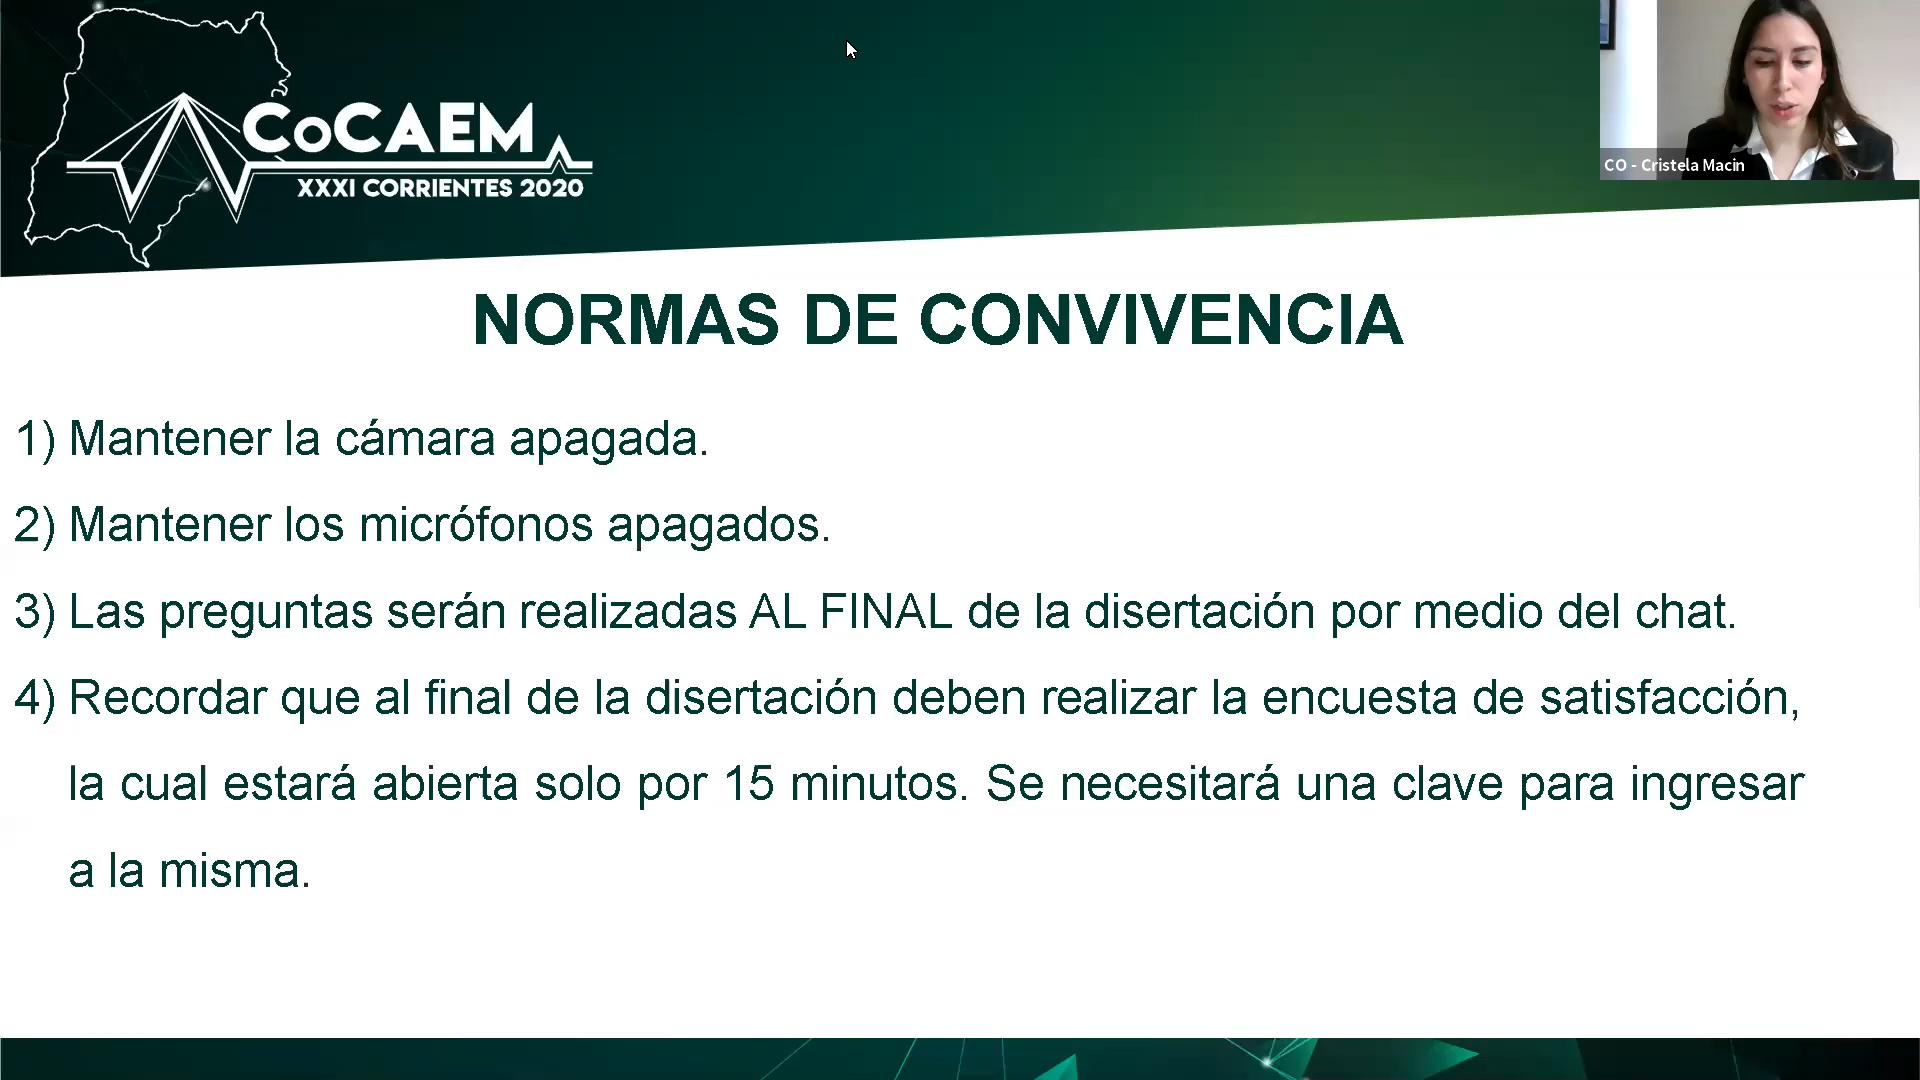 CoCAEM
XXXI CORRIENTES 2020
CO - Cristela Macin
NORMAS DE CONVIVENCIA
1) Mantener la cámara apagada.
2) Mantener los micrófonos apagados.
3) Las preguntas serán realizadas AL FINAL de la disertación por medio del chat.
4) Recordar que al final de la disertación deben realizar la encuesta de satisfacción,
la cual estará abierta solo por 15 minutos. Se necesitará una clave para ingresar
a la misma.